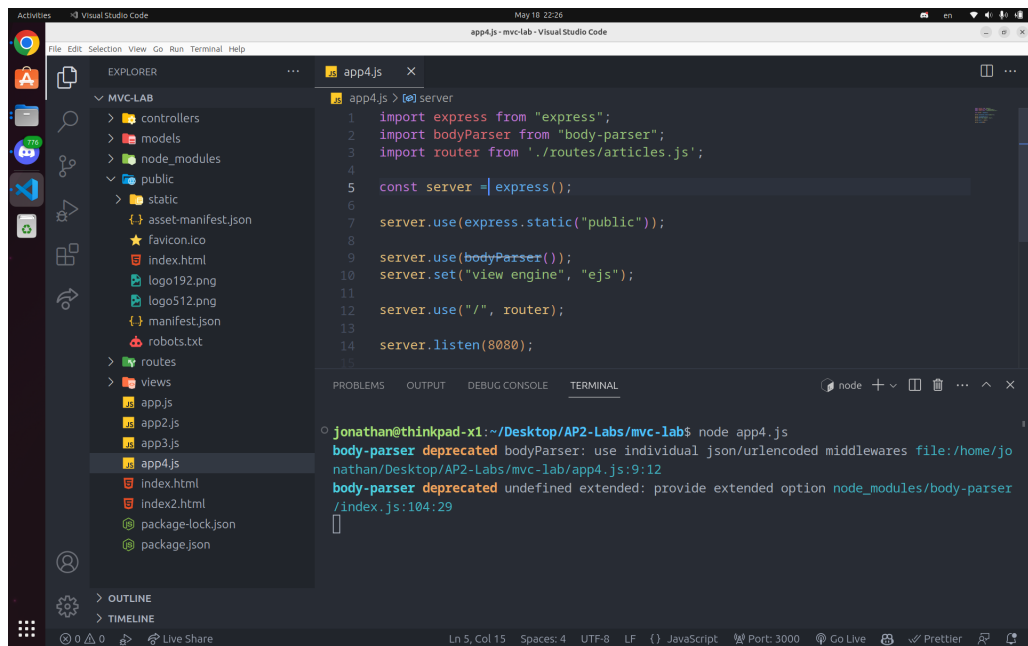 Activities
Visual Studio Code
May 18 22:26
en
app4.js - mvc-lab - Visual Studio Code
File Edit Selection View Go Run Terminal Help
776
EXPLORER
MVC-LAB
controllers
models
node_modules
public
static
asset-manifest.json
favicon.ico
index.html
logo192.png
logo512.png
manifest.json
robots.txt
routes
views
JS app.js
JS app2.js
JS app3.js
JS app4.js
index.html
index2.html
package-lock.json
package.json
OUTLINE
TIMELINE
JS app4.js
JS app4.js > server
1 import express from "express";
2 import bodyParser from "body-parser";
3 import router from './routes/articles.js';
4
5 const server = express();
6
7 server.use(express.static("public"));
8
9 server.use(bodyParser());
10 server.set("view engine", "ejs");
11
12 server.use("/", router);
13
14 server.listen(8080);
15
PROBLEMS OUTPUT DEBUG CONSOLE TERMINAL
node
jonathan@thinkpad-x1:~/Desktop/AP2-Labs/mvc-lab$ node app4.js
body-parser deprecated bodyParser: use individual json/urlencoded middlewares file:/home/jo
nathan/Desktop/AP2-Labs/mvc-lab/app4.js:9:12
body-parser deprecated undefined extended: provide extended option node_modules/body-parser
/index.js:104:29
0 0 Live Share
Ln 5, Col 15 Spaces: 4 UTF-8 LF {} JavaScript Port: 3000 Go Live Prettier